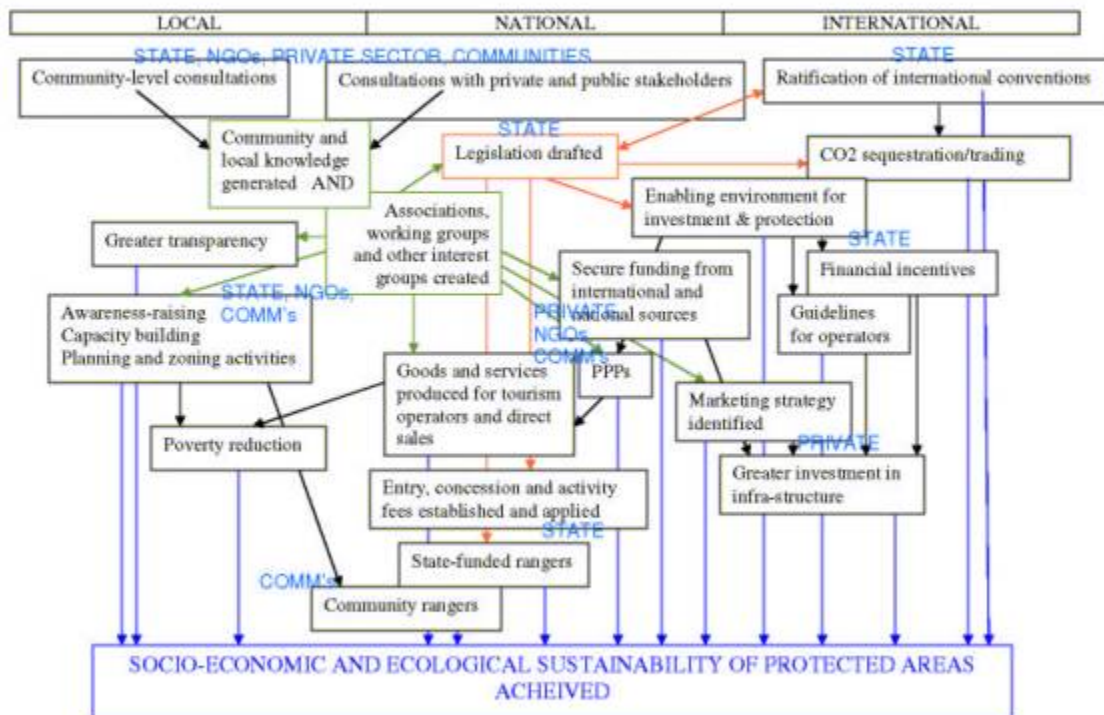 LOCAL NATIONAL INTERNATIONAL
STATE, NGOs, PRIVATE SECTOR, COMMUNITIES
STATE
Community-level consultations
Consultations with private and public stakeholders
Ratification of international conventions
STATE
Community and
local knowledge
generated AND
Legislation drafted
CO2 sequestration/trading
Associations,
working groups
and other interest
groups created
Enabling environment for
investment & protection
Greater transparency
STATE
Secure funding from
international and
national sources
Financial incentives
STATE, NGOs,
COMM's
Awareness-raising
Capacity building
Planning and zoning activities
PRIVATE
NGOs
COMM's
Guidelines
for operators
Goods and services
produced for tourism
operators and direct
sales
PPPs
Marketing strategy
identified
Poverty reduction
PRIVATE
Greater investment in
infra-structure
Entry, concession and activity
fees established and applied
STATE
State-funded rangers
COMM's
Community rangers
SOCIO-ECONOMIC AND ECOLOGICAL SUSTAINABILITY OF PROTECTED AREAS
ACHEIVED